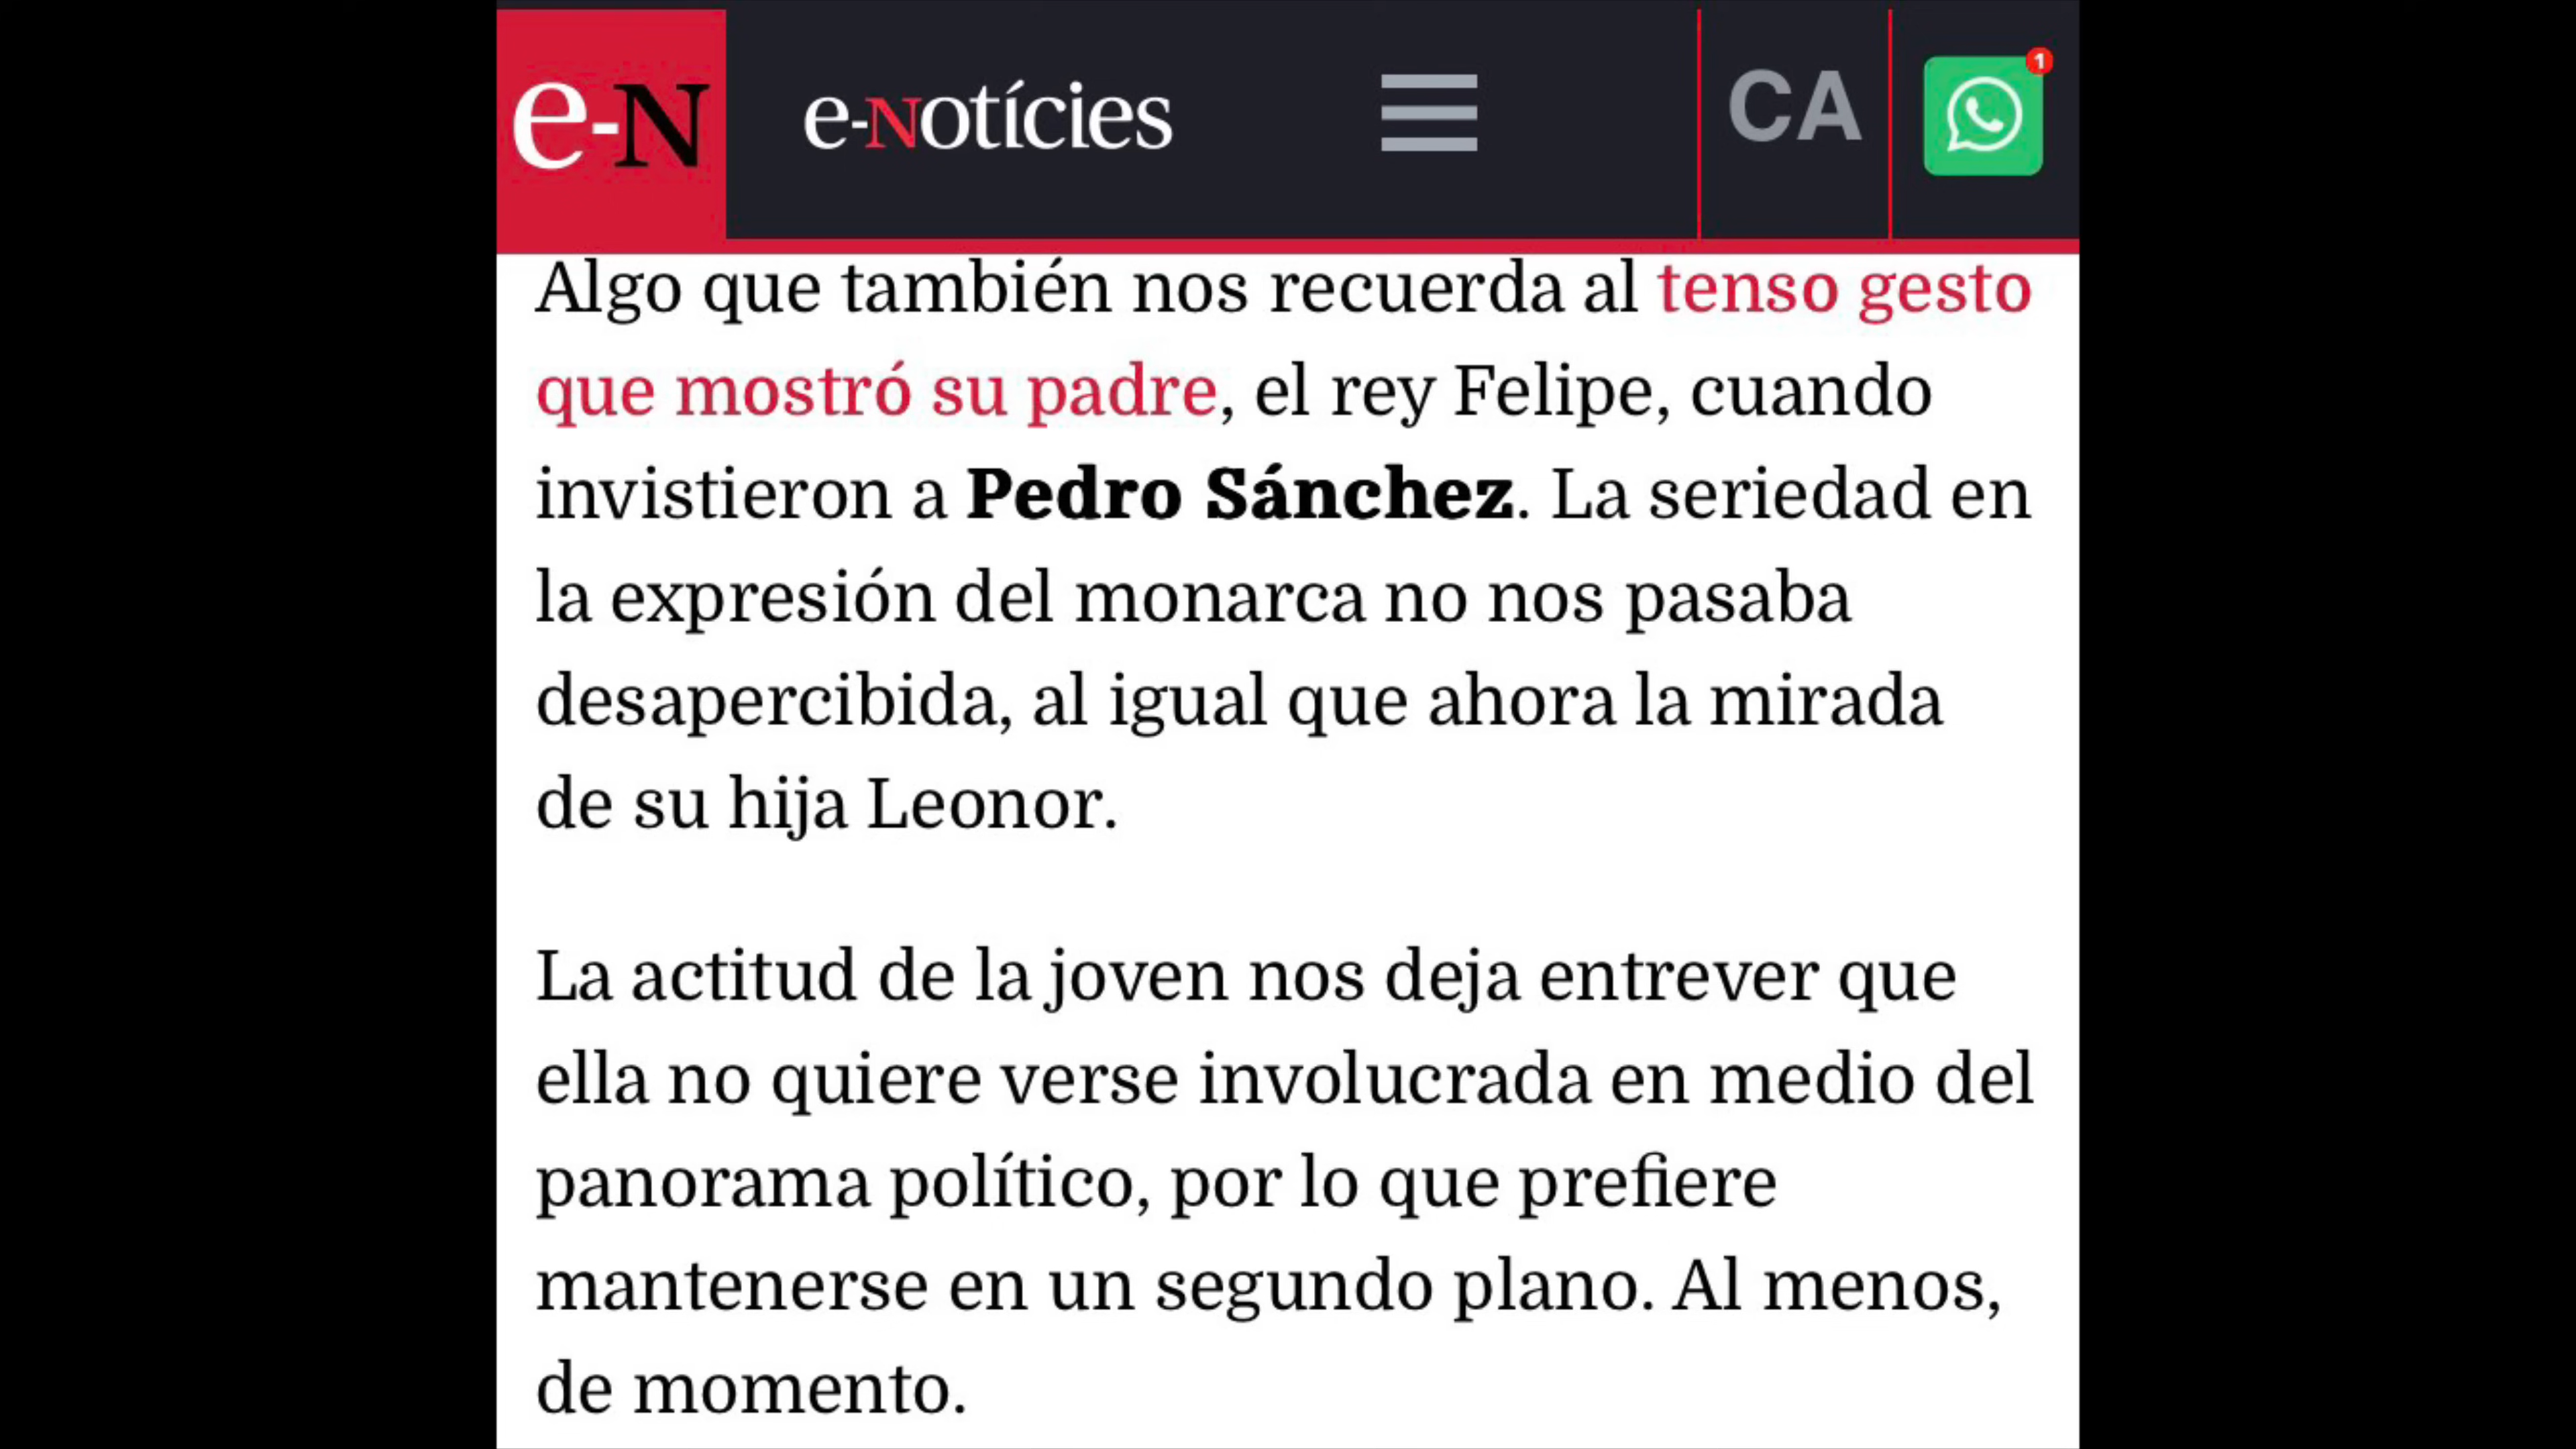 e-N
e-Notícies
CA
1
Algo que también nos recuerda al tenso gesto
que mostró su padre, el rey Felipe, cuando
invistieron a Pedro Sánchez. La seriedad en
la expresión del monarca no nos pasaba
desapercibida, al igual que ahora la mirada
de su hija Leonor.
La actitud de la joven nos deja entrever que
ella no quiere verse involucrada en medio del
panorama político, por lo que prefiere
mantenerse en un segundo plano. Al menos,
de momento.